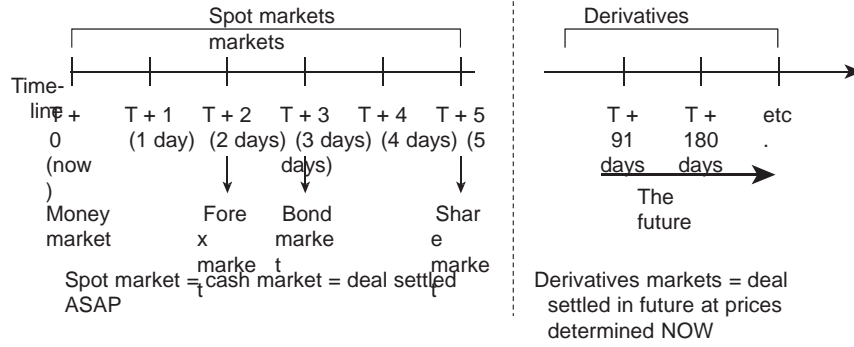 Spot markets
markets
Derivatives
Time-
line
T +
0
(now
)
T + 1
(1 day)
T + 2
(2 days)
T + 3
(3 days)
T + 4
(4 days)
T + 5
(5
days)
T +
91
days
T +
180
days
etc
.
The
future
Money
market
Fore
x
marke
t
Bond
marke
t
Shar
e
marke
t
Spot market = cash market = deal settled
ASAP
Derivatives markets = deal
settled in future at prices
determined NOW